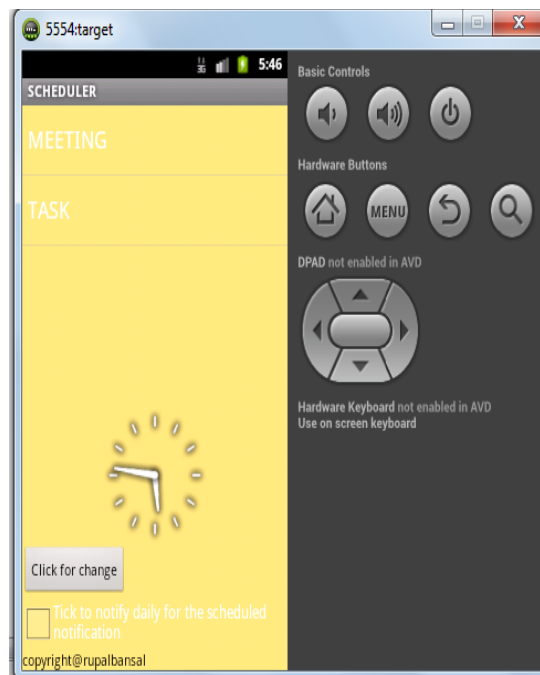 5554:target
3G 5:46
SCHEDULER
MEETING
TASK
Click for change
Tick to notify daily for the scheduled
notification
copyright@rupalbansal
Basic Controls
Hardware Buttons
MENU
DPAD not enabled in AVD
Hardware Keyboard not enabled in AVD
Use on screen keyboard